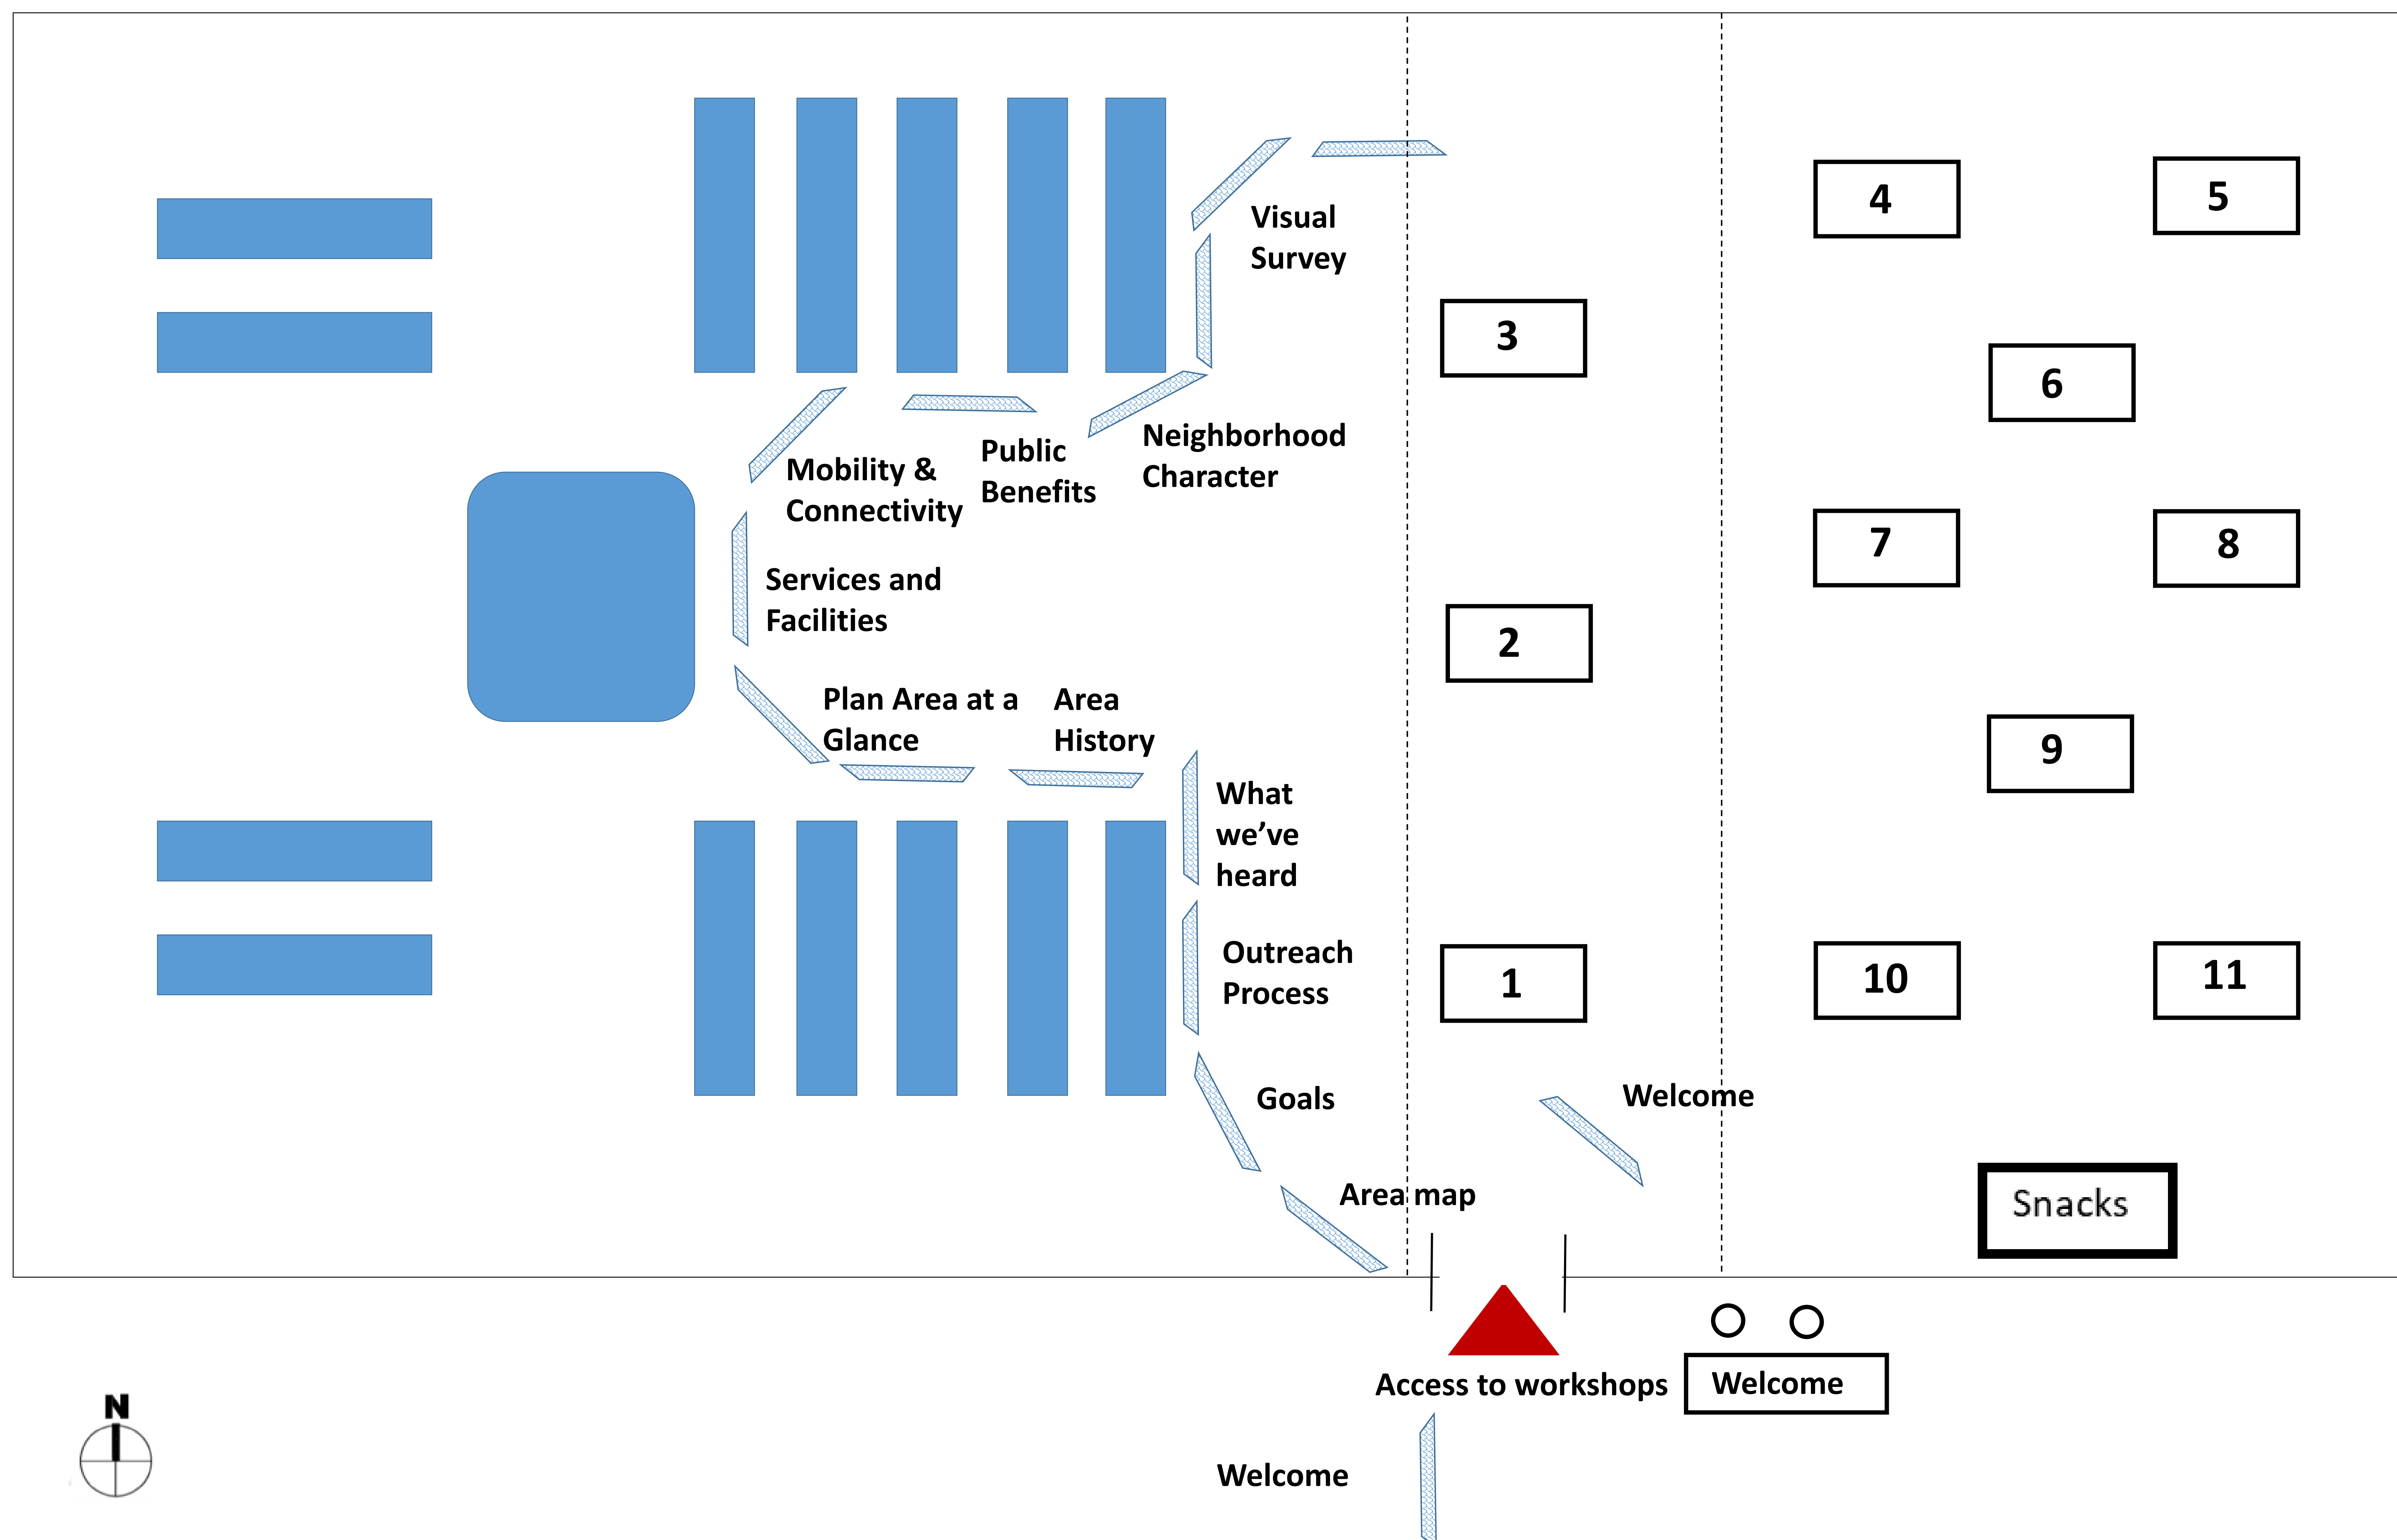 4
5
Visual
Survey
3
6
Neighborhood
Character
Public
Benefits
Mobility &
Connectivity
7
8
Services and
Facilities
2
Plan Area at a
Glance
Area
History
9
What
we've
heard
Outreach
Process
1
10
11
Goals
Welcome
Area map
Snacks
Access to workshops
Welcome
N
Welcome